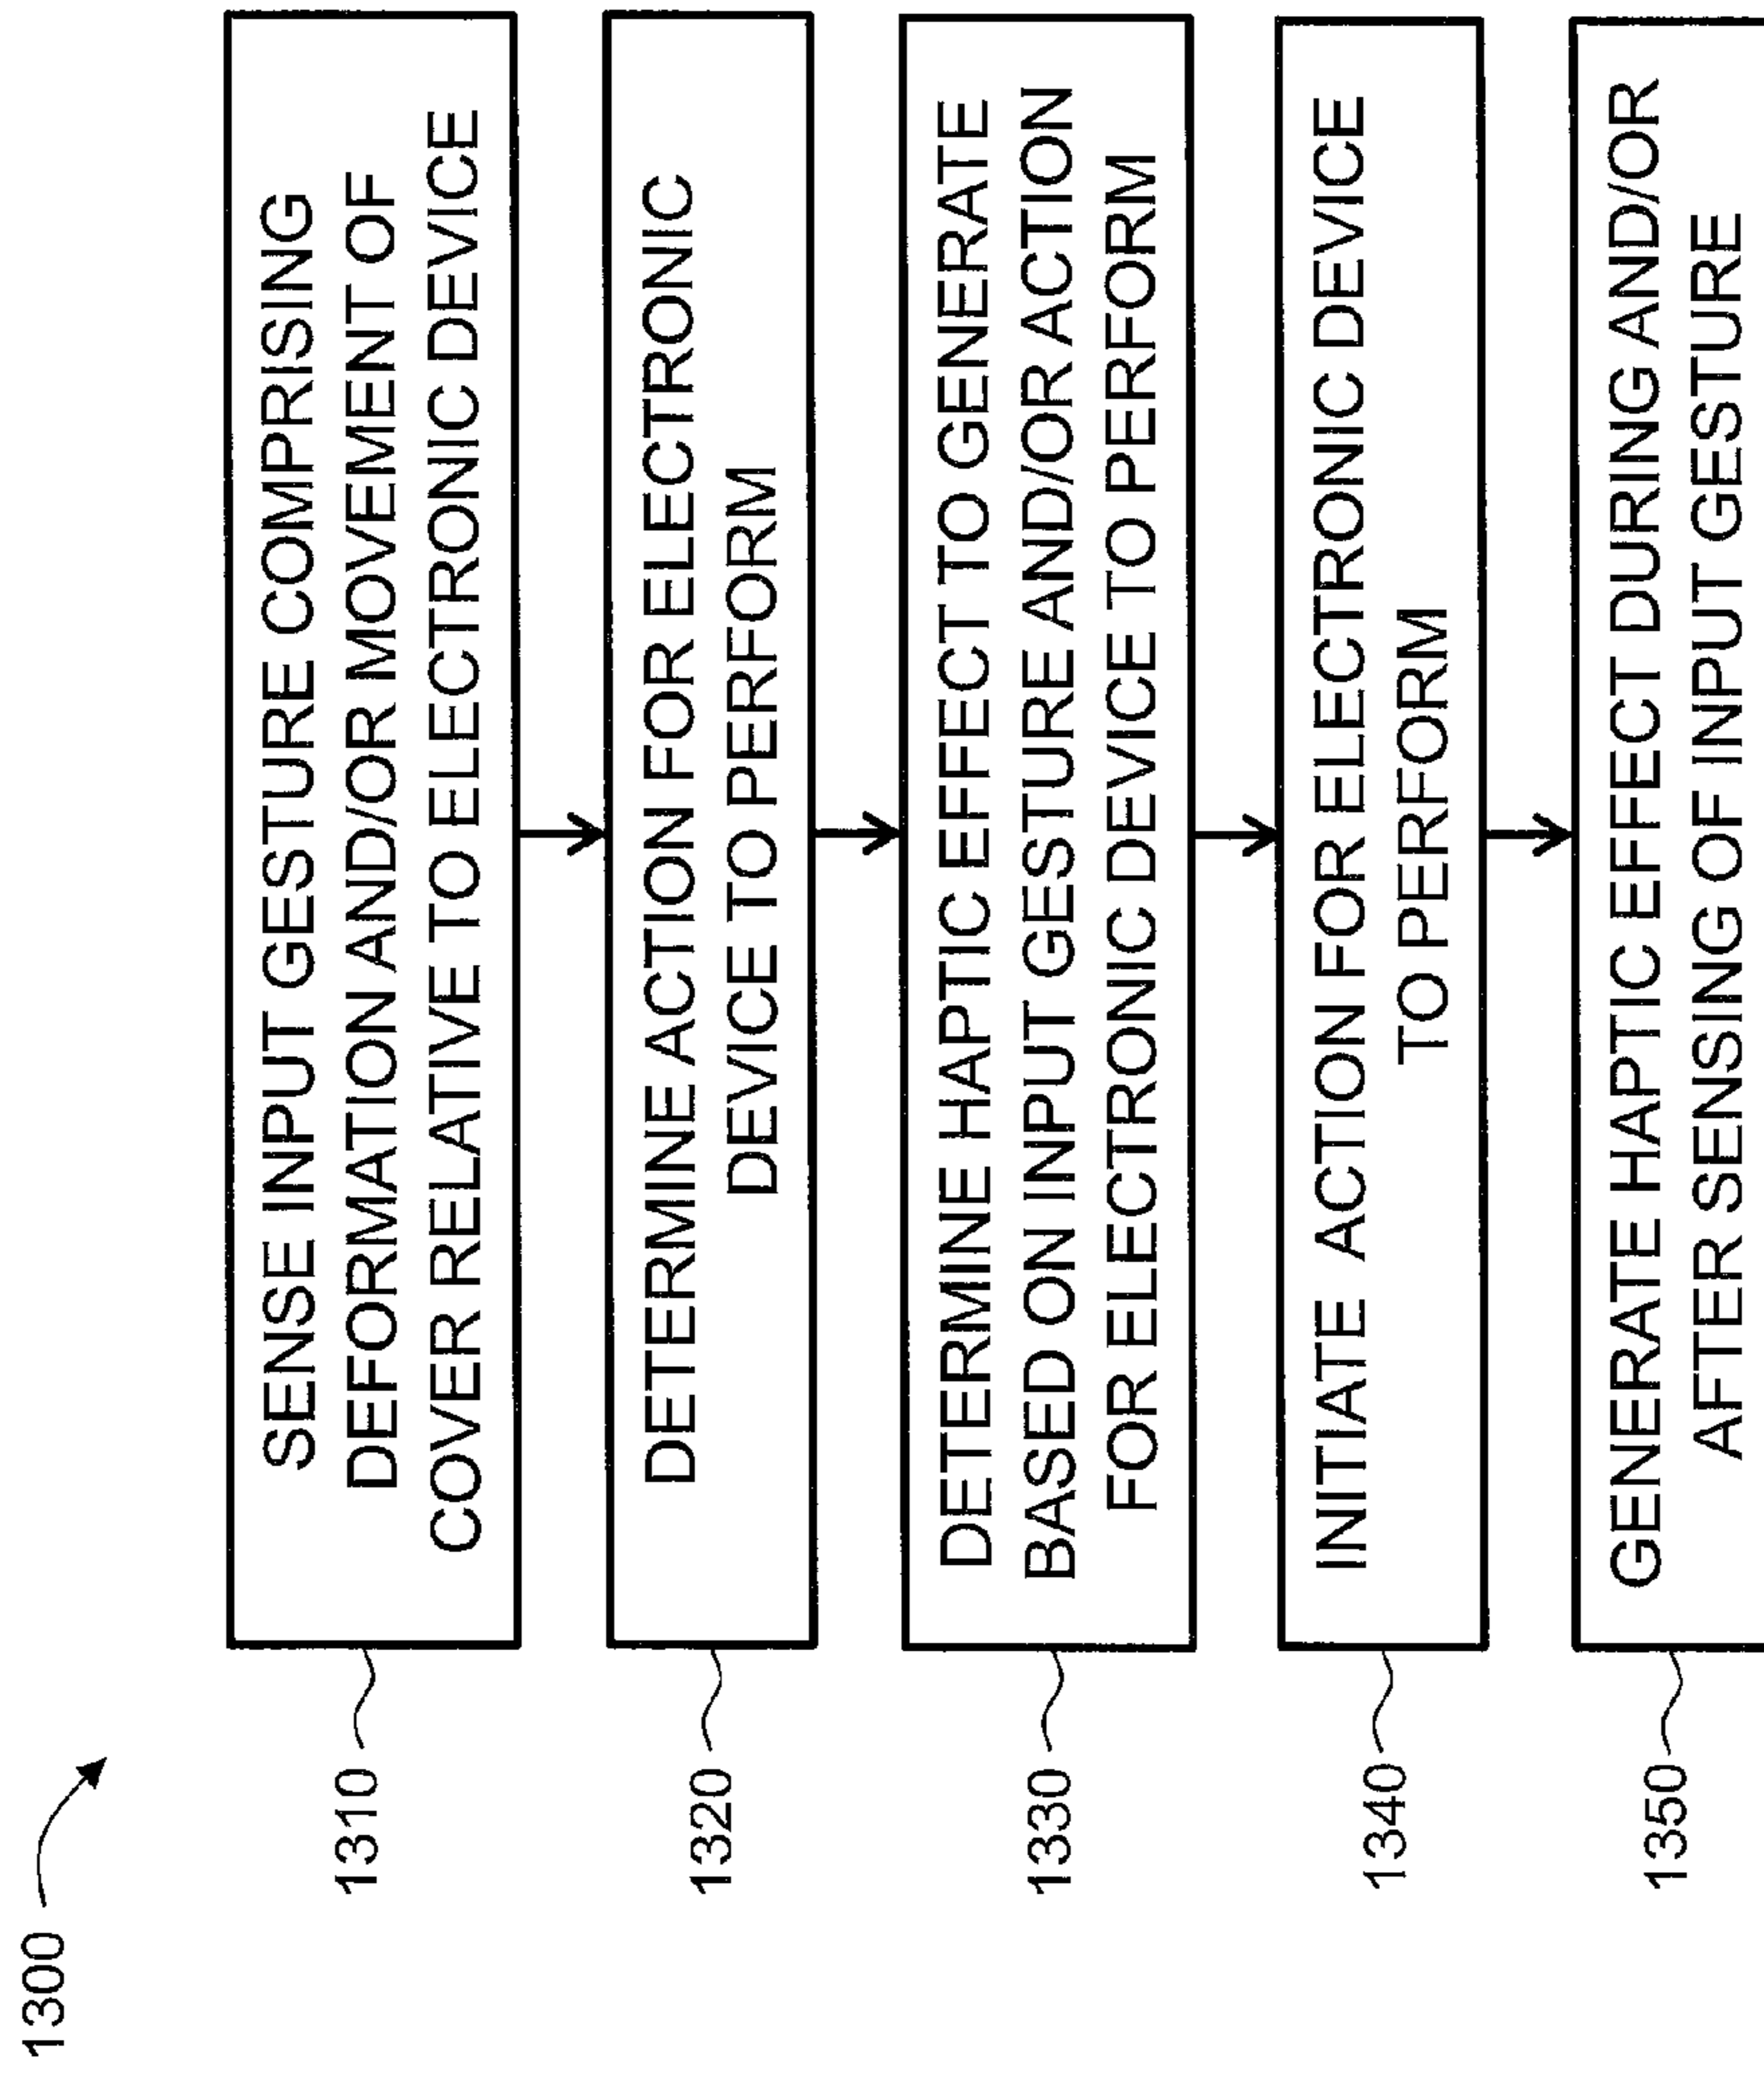 1300
1310
SENSE INPUT GESTURE COMPRISING
DEFORMATION AND/OR MOVEMENT OF
COVER RELATIVE TO ELECTRONIC DEVICE
1320
DETERMINE ACTION FOR ELECTRONIC
DEVICE TO PERFORM
1330
DETERMINE HAPTIC EFFECT TO GENERATE
BASED ON INPUT GESTURE AND/OR ACTION
FOR ELECTRONIC DEVICE TO PERFORM
1340
INITIATE ACTION FOR ELECTRONIC DEVICE
TO PERFORM
1350
GENERATE HAPTIC EFFECT DURING AND/OR
AFTER SENSING OF INPUT GESTURE